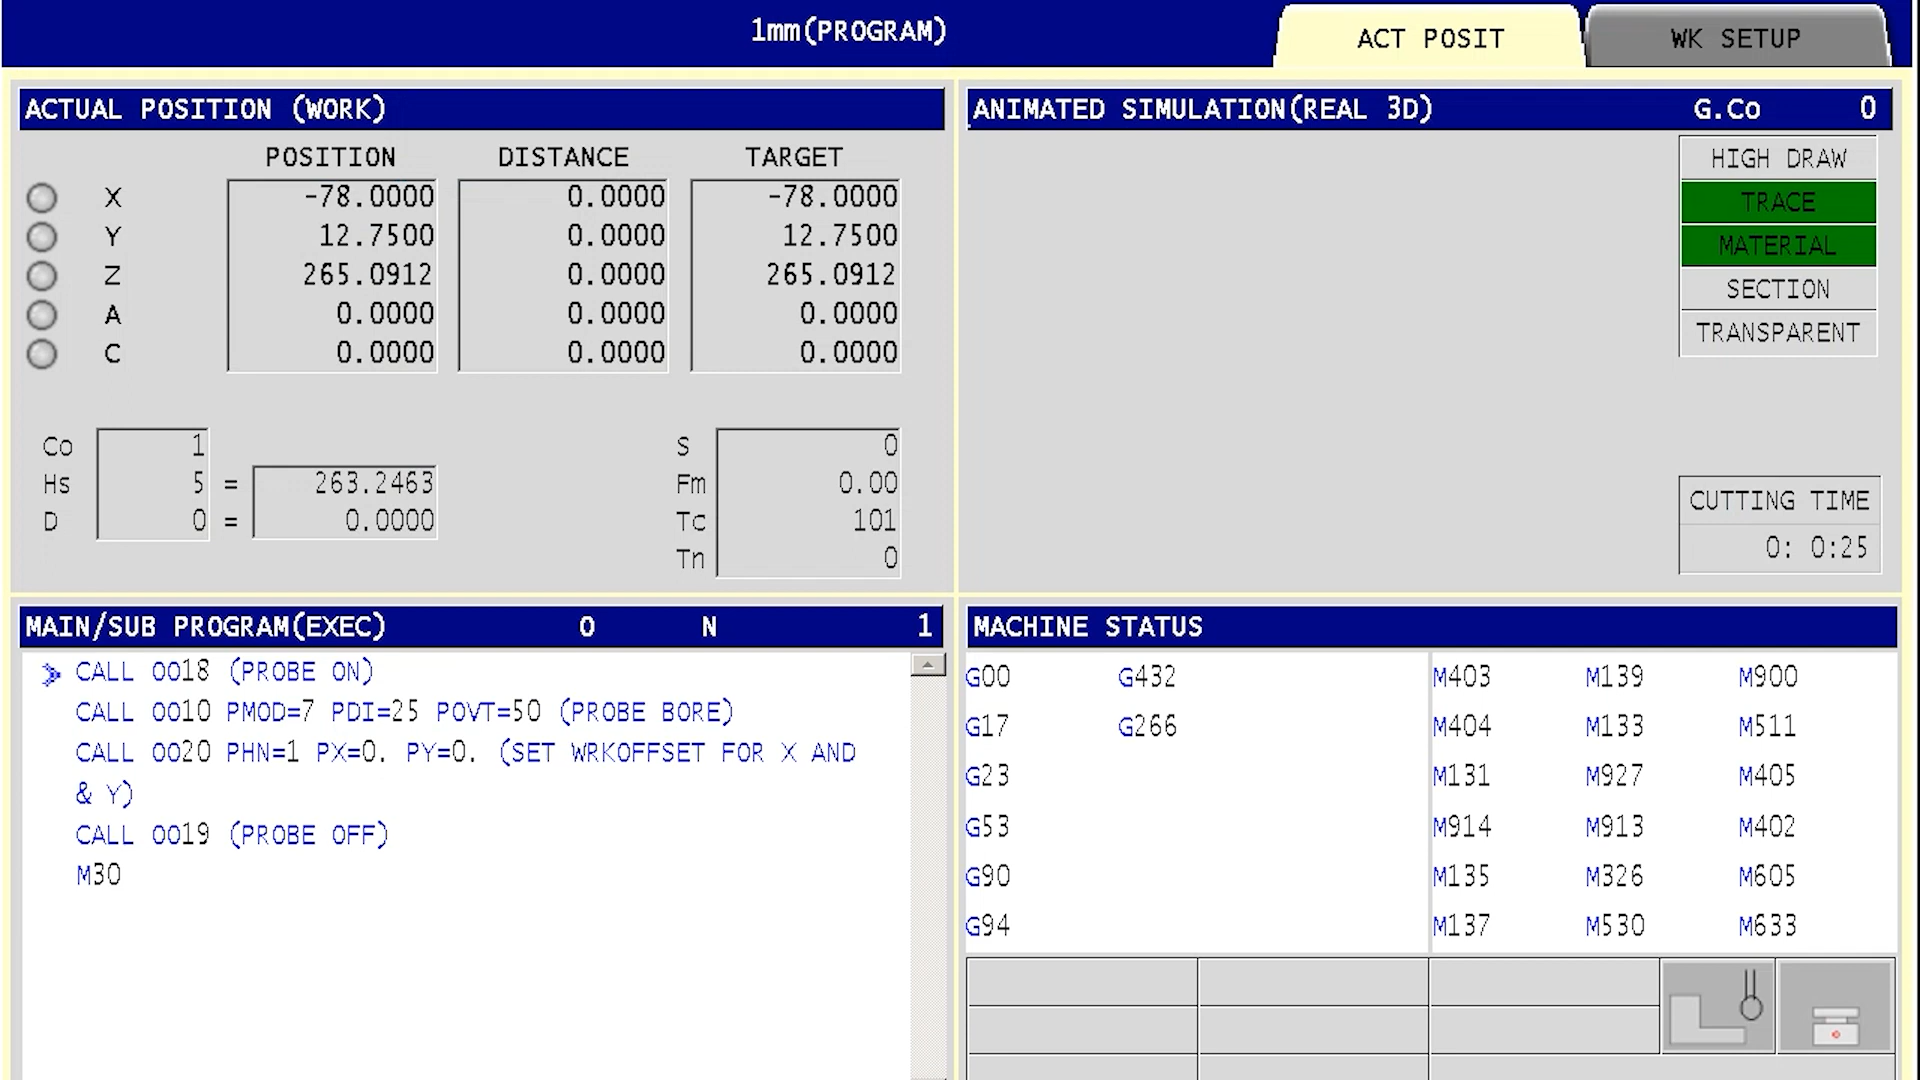 1mm(PROGRAM)
ACT POSIT
WK SETUP
ACTUAL POSITION (WORK)
POSITION DISTANCE TARGET
X -78.0000 0.0000 -78.0000
Y 12.7500 0.0000 12.7500
Z 265.0912 0.0000 265.0912
A 0.0000 0.0000 0.0000
C 0.0000 0.0000 0.0000
Co 1
Hs 5 = 263.2463
D 0 = 0.0000
S 0
Fm 0.00
Tc 101
Tn 0
ANIMATED SIMULATION(REAL 3D) G.Co 0
HIGH DRAW
TRACE
MATERIAL
SECTION
TRANSPARENT
CUTTING TIME
0: 0:25
MAIN/SUB PROGRAM(EXEC) O N 1
CALL OO18 (PROBE ON)
CALL OO10 PMOD=7 PDI=25 POVT=50 (PROBE BORE)
CALL OO20 PHN=1 PX=0. PY=0. (SET WRKOFFSET FOR X AND
& Y)
CALL OO19 (PROBE OFF)
M30
MACHINE STATUS
G00 G432 M403 M139 M900
G17 G266 M404 M133 M511
G23 M131 M927 M405
G53 M914 M913 M402
G90 M135 M326 M605
G94 M137 M530 M633